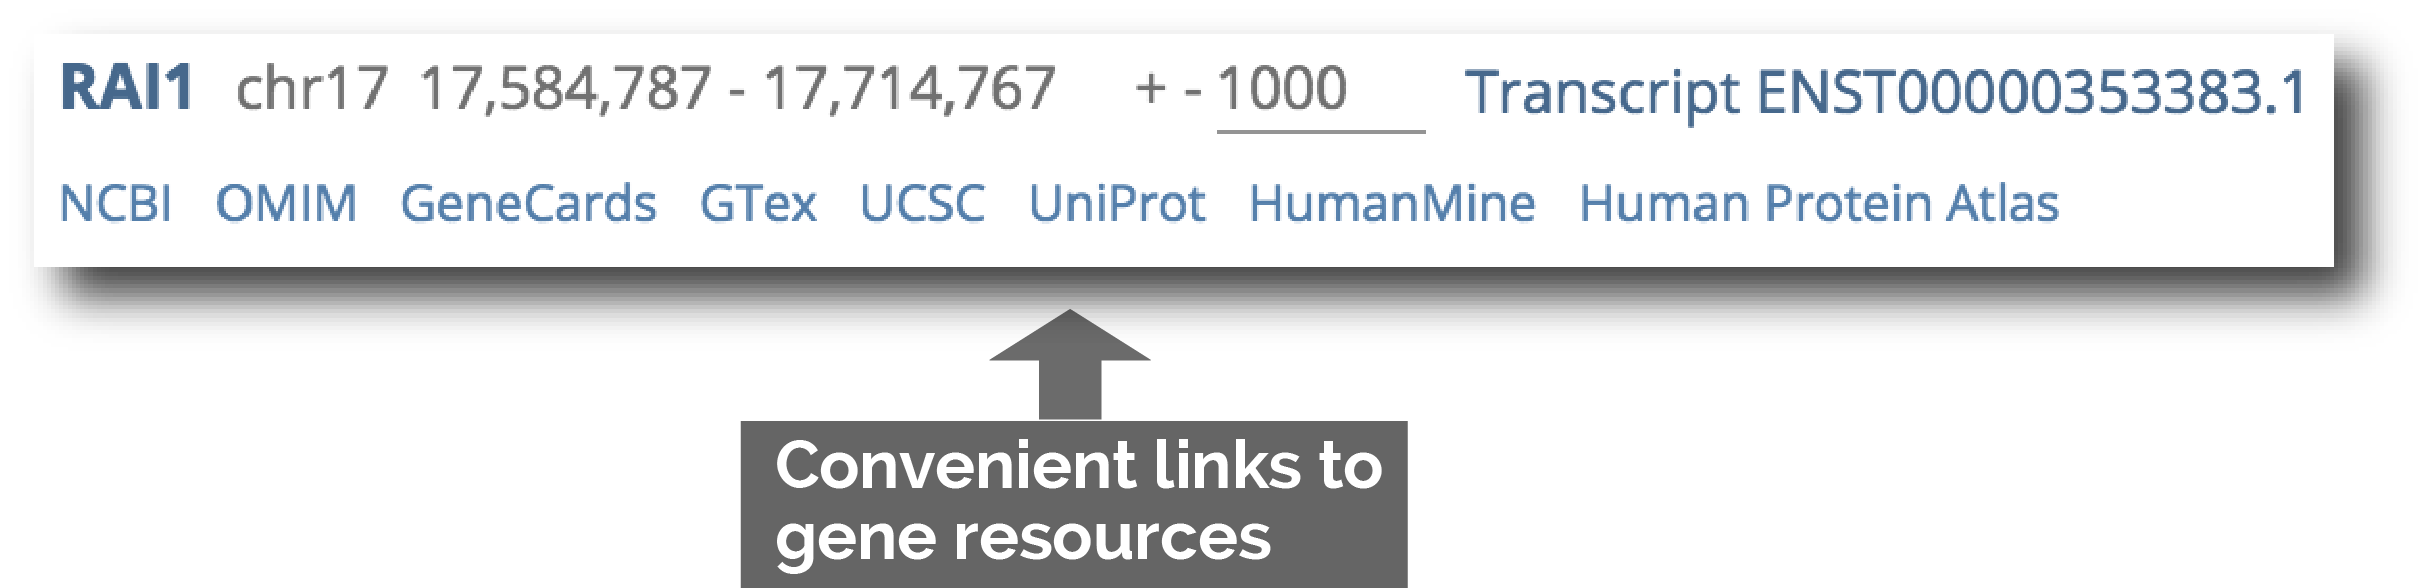 RAI1 chr17 17,584,787 - 17,714,767 + - 1000 Transcript ENST00000353383.1
NCBI OMIM GeneCards GTex UCSC UniProt HumanMine Human Protein Atlas
Convenient links to
gene resources